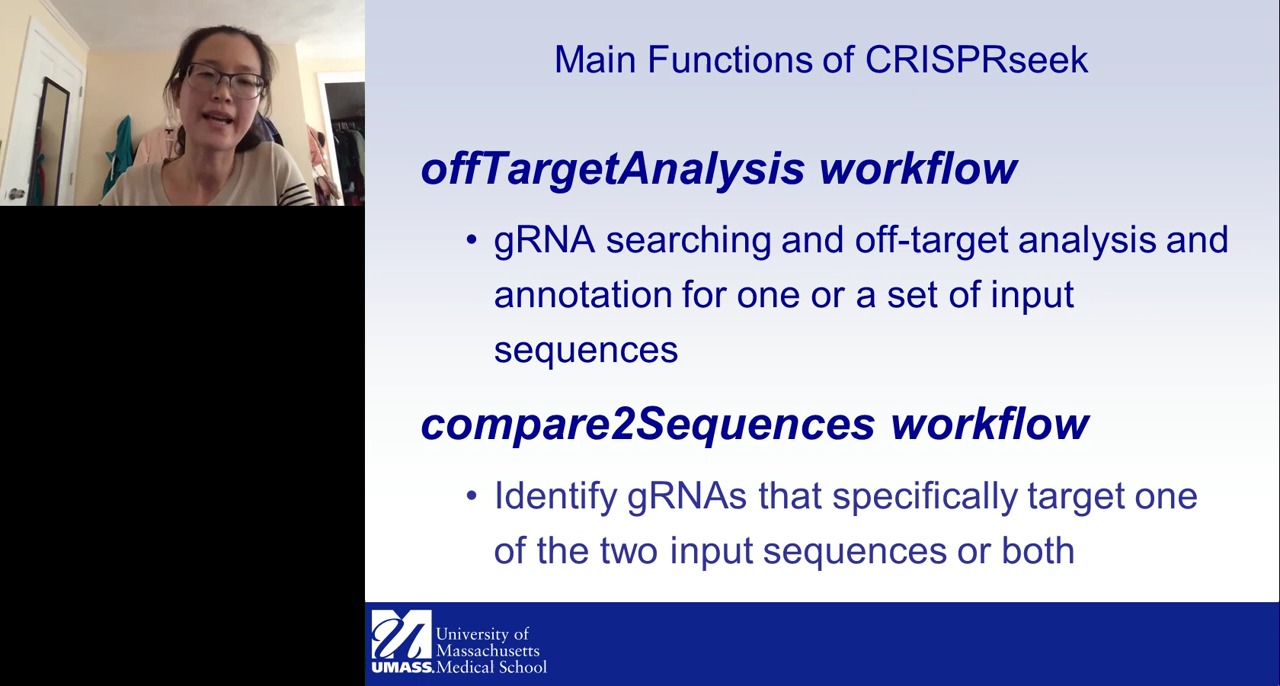 Main Functions of CRISPRseek
offTargetAnalysis workflow
• gRNA searching and off-target analysis and
annotation for one or a set of input
sequences
compare2Sequences workflow
• Identify gRNAs that specifically target one
of the two input sequences or both
University of
Massachusetts
UMASS. Medical School